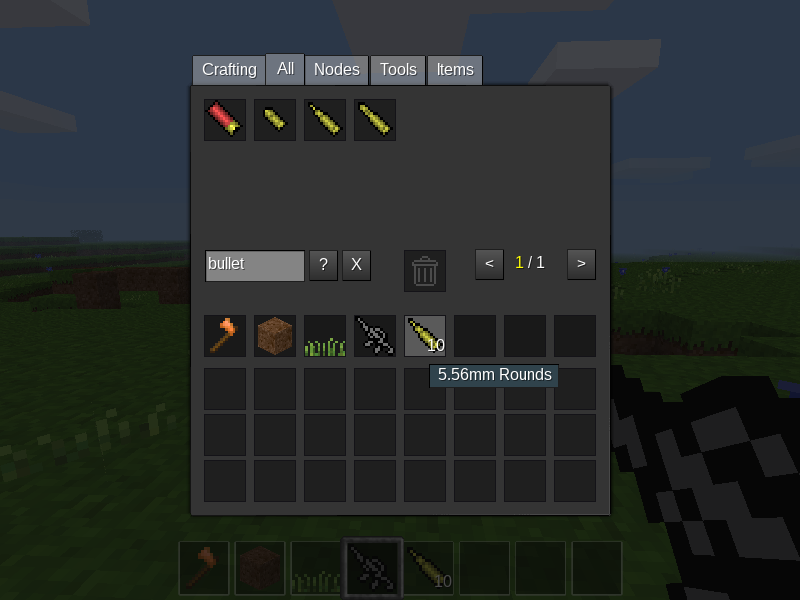 Crafting All Nodes Tools Items
bullet ? X < 1 / 1 >
10
5.56mm Rounds
10